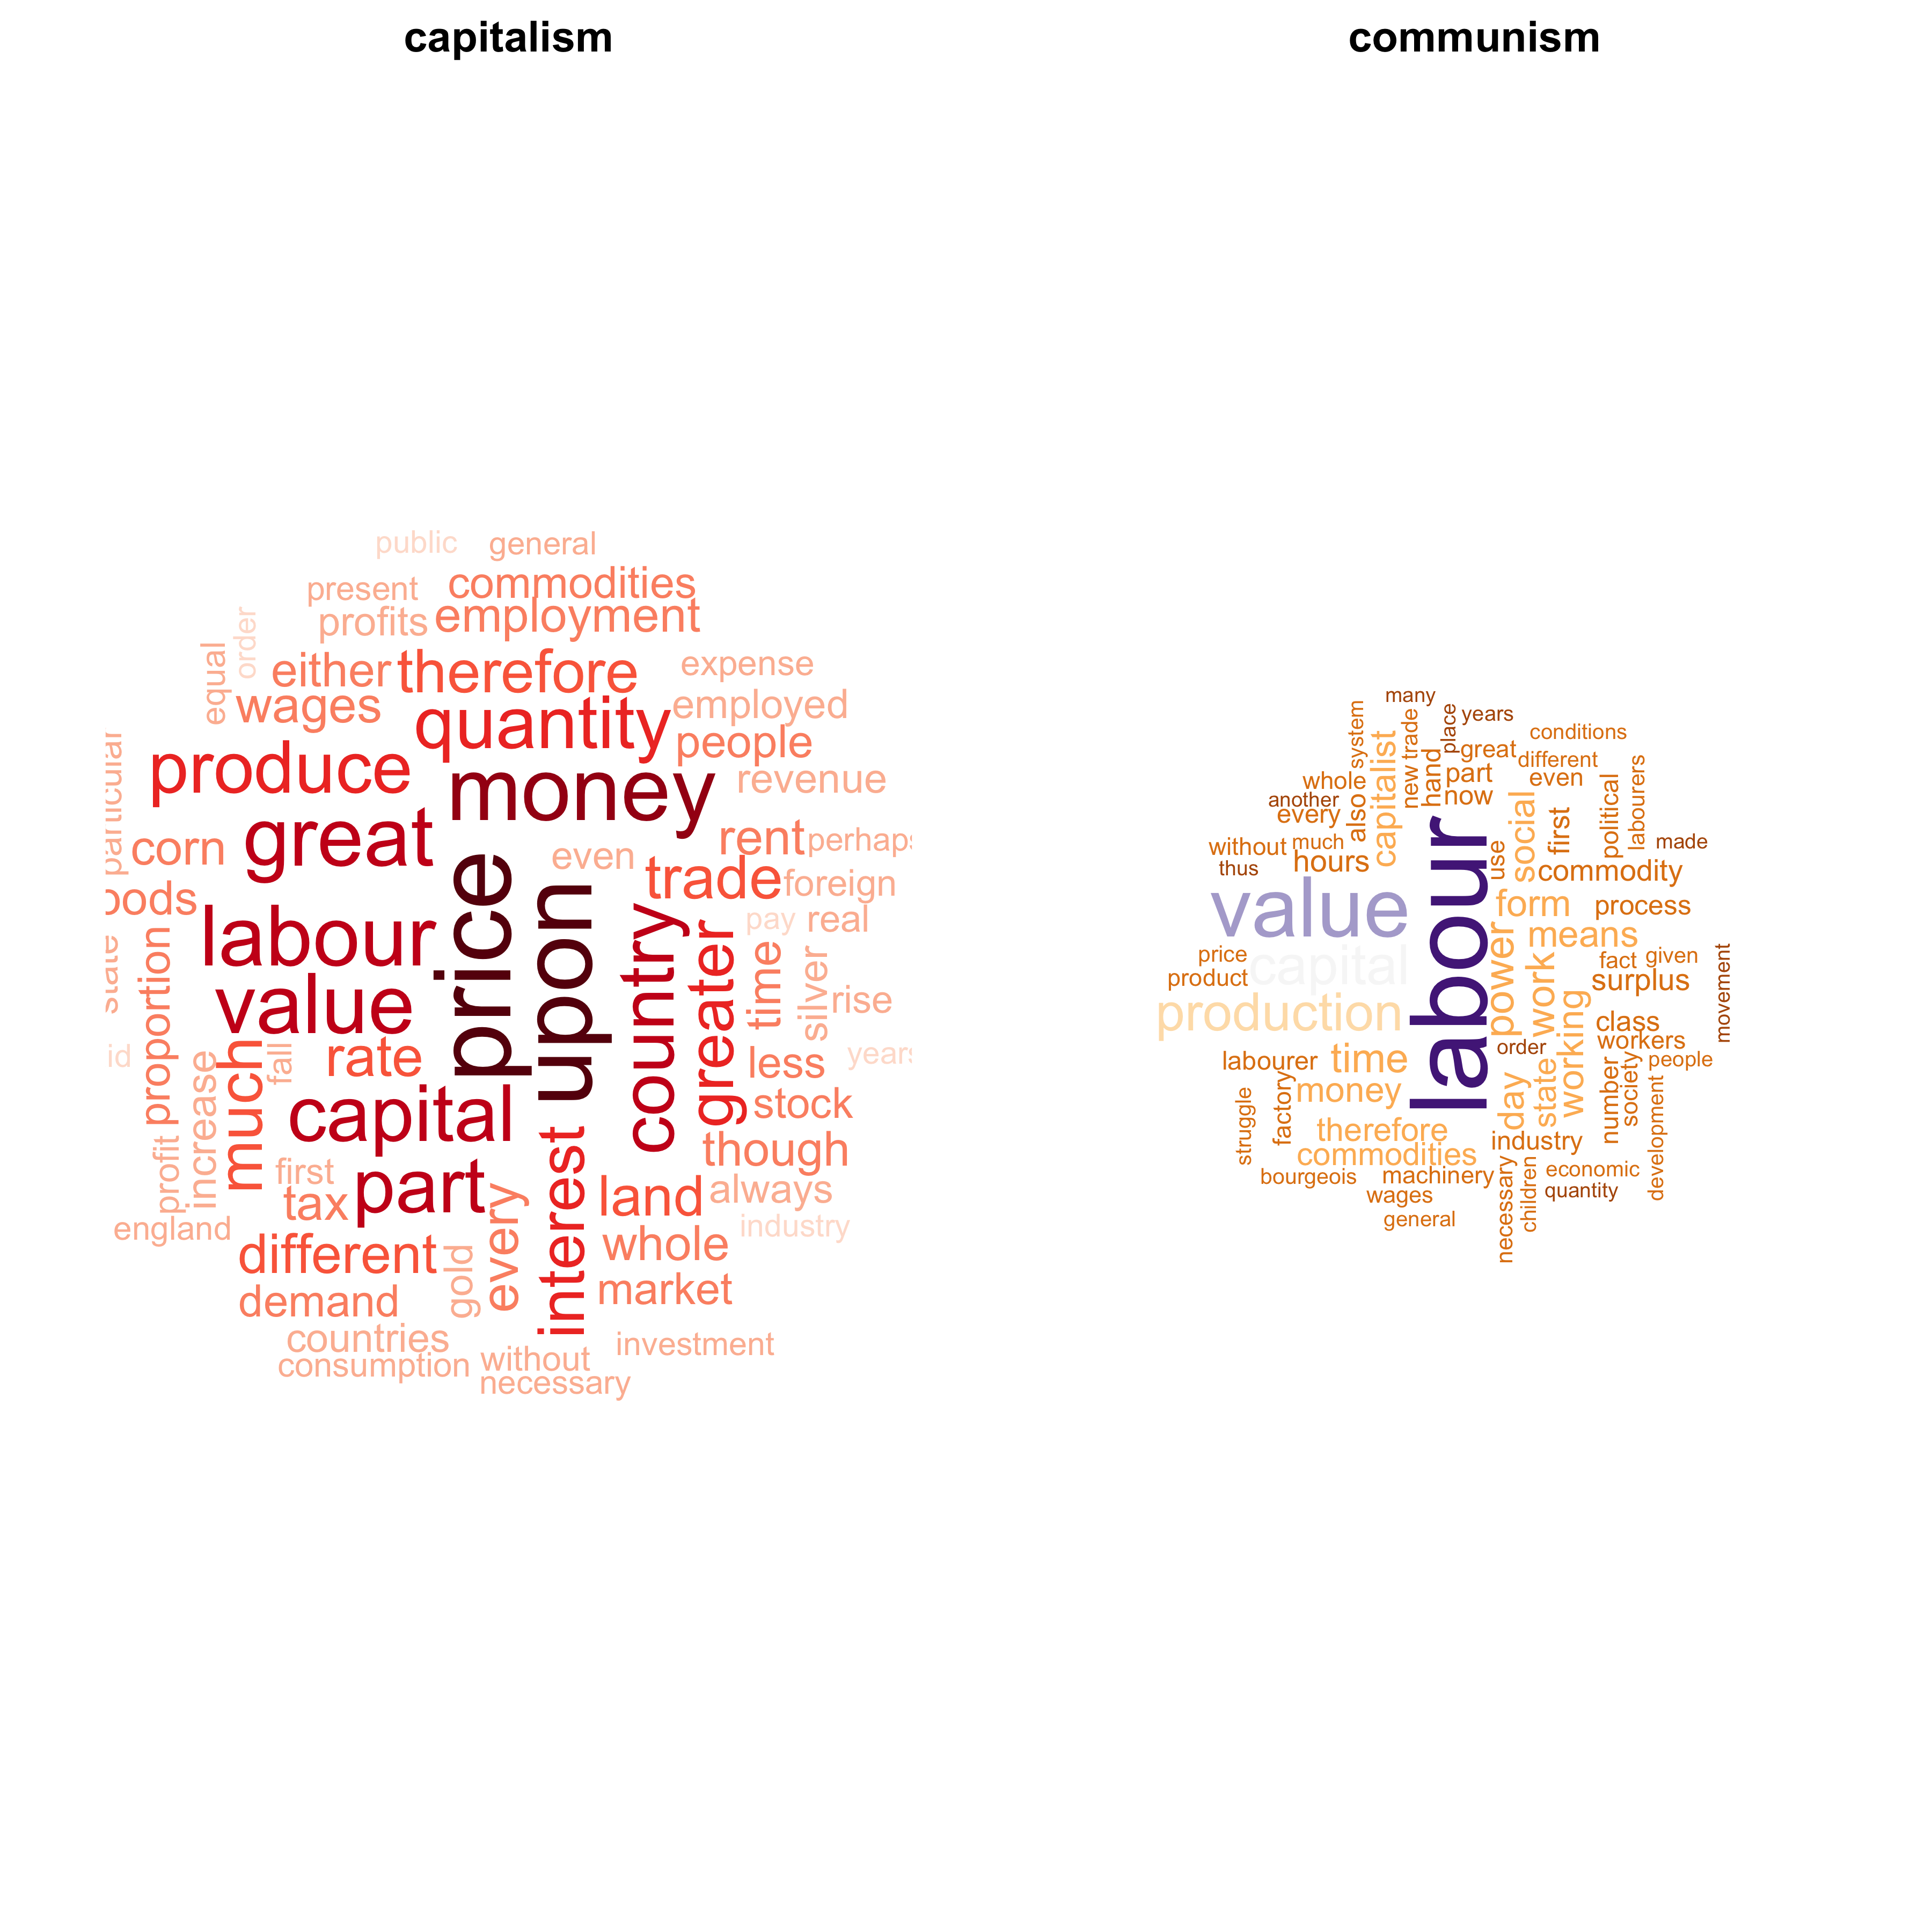 capitalism
public general
present commodities
profits employment
order
equal
either therefore expense
wages quantity employed
people
particular
produce money revenue
corn great rent perhaps
even trade foreign
oods labour price upon country greater pay real
state proportion value time silver rise
id much fall rate less years
increase capital stock
profit first part interest though
tax every land always
england industry
different gold whole
demand market
countries investment
consumption without
necessary
communism
many
system trade place years conditions
capitalist new hand great different
whole part even
another also now social first political labourers
every
without much use made
thus hours commodity
value labour form process
power means
price capital work fact given
product surplus movement
production working class
workers
labourer time order people
factory money day state number society development
struggle therefore industry
commodities
bourgeois machinery necessary children economic
wages quantity
general